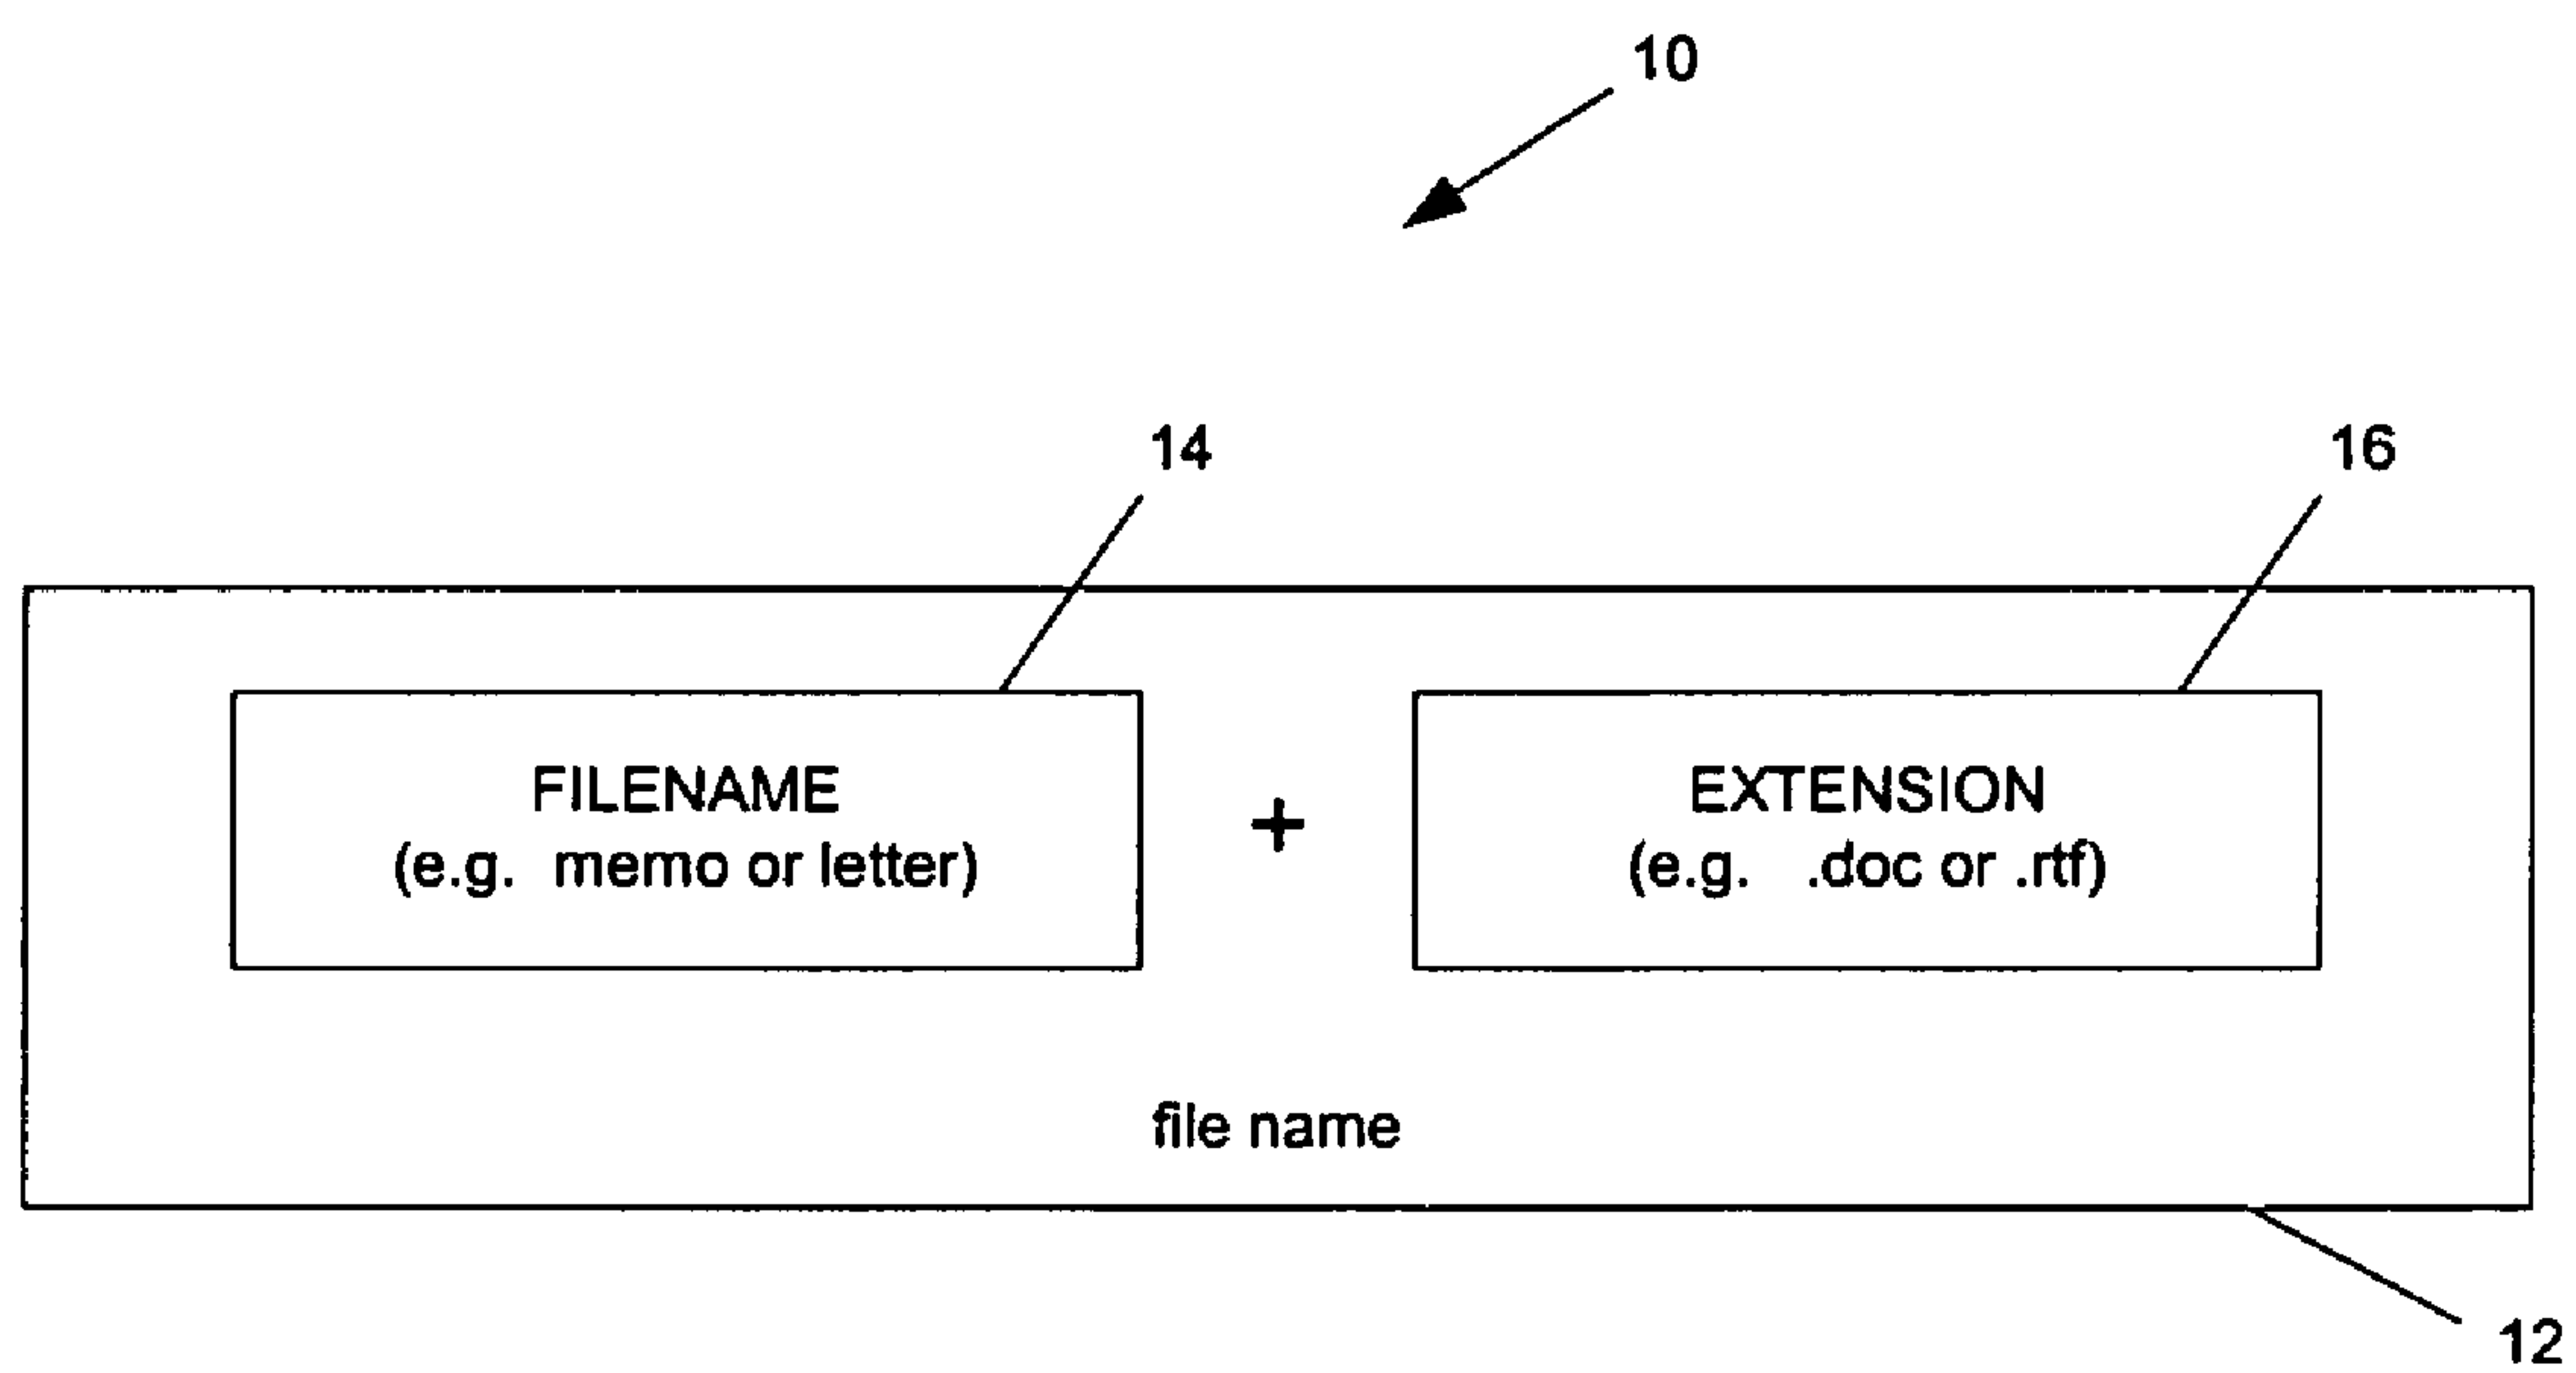 10
14
16
FILENAME
(e.g. memo or letter)
+
EXTENSION
(e.g. .doc or .rtf)
file name
12